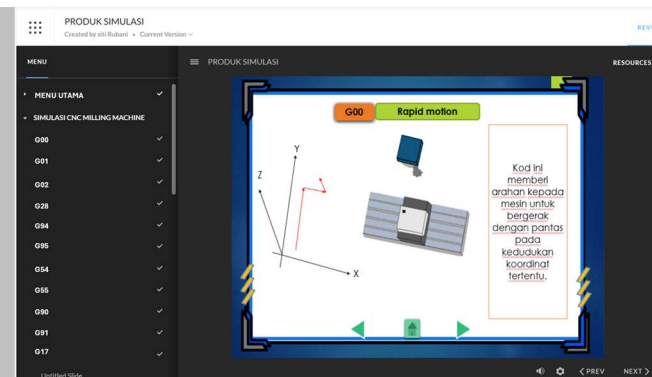 PRODUK SIMULASI
Created by siti Rubani • Current Version
REVI
MENU
PRODUK SIMULASI
RESOURCES
MENU UTAMA
SIMULASI CNC MILLING MACHINE
G00
G01
G02
G28
G94
G95
G54
G55
G90
G91
G17
Untitled Slide
G00
Rapid motion
Y
Z
X
Kod ini
memberi
arahan kepada
mesin untuk
bergerak
dengan pantas
pada
kedudukan
koordinat
tertentu.
< PREV
NEXT >